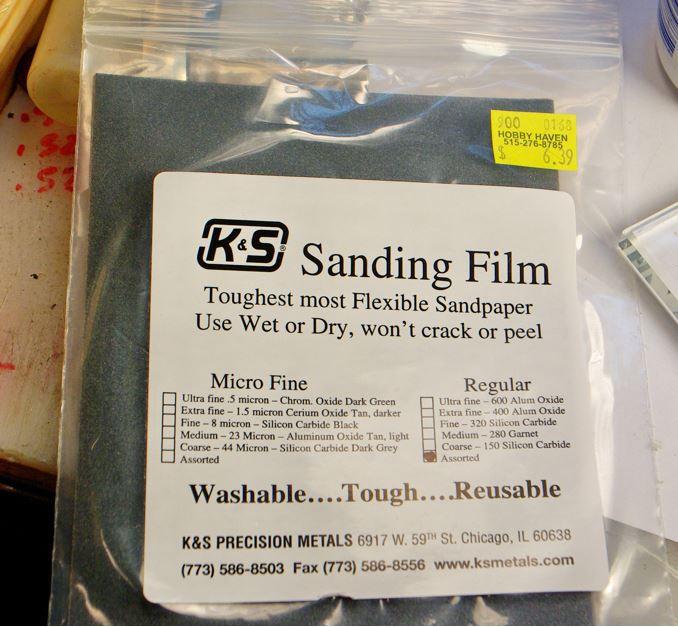 900 0168
HOBBY HAVEN
515-276-8785
$ 6.39
K&S® Sanding Film
Toughest most Flexible Sandpaper
Use Wet or Dry, won't crack or peel
Micro Fine
Ultra fine .5 micron – Chrom. Oxide Dark Green
Extra fine – 1.5 micron Cerium Oxide Tan, darker
Fine – 8 micron – Silicon Carbide Black
Medium – 23 Micron – Aluminum Oxide Tan, light
Coarse – 44 Micron – Silicon Carbide Dark Grey
Assorted
Regular
Ultra fine – 600 Alum Oxide
Extra fine – 400 Alum Oxide
Fine – 320 Silicon Carbide
Medium – 280 Garnet
Coarse – 150 Silicon Carbide
Assorted
Washable....Tough....Reusable
K&S PRECISION METALS 6917 W. 59TH St. Chicago, IL 60638
(773) 586-8503 Fax (773) 586-8556 www.ksmetals.com